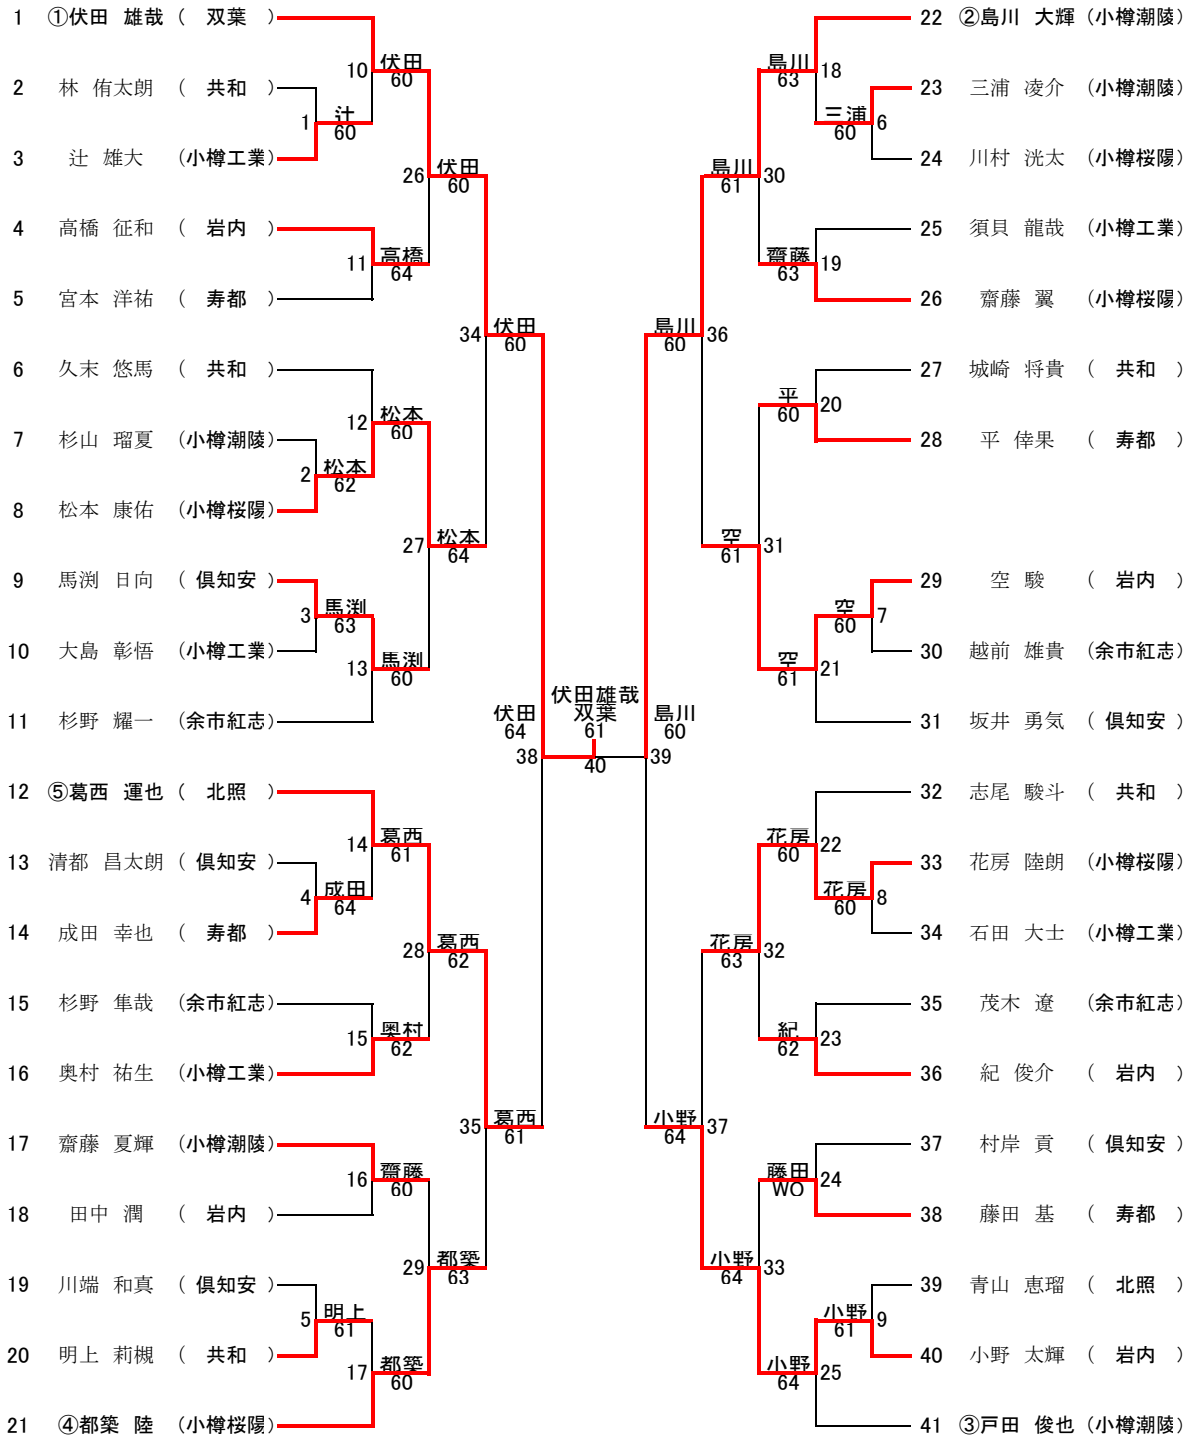 1 ①伏田 雄哉 ( 双葉 )
10 伏田
60
2 林 侑太朗 ( 共和 )
1 辻
60
3 辻 雄大 (小樽工業)
26 伏田
60
4 高橋 征和 ( 岩内 )
11 高橋
64
5 宮本 洋祐 ( 寿都 )
34 伏田
60
6 久末 悠馬 ( 共和 )
12 松本
60
7 杉山 瑠夏 (小樽潮陵)
2 松本
62
8 松本 康佑 (小樽桜陽)
27 松本
64
9 馬渕 日向 ( 倶知安 )
3 馬渕
63
10 大島 彰悟 (小樽工業)
13 馬渕
60
11 杉野 耀一 (余市紅志)
伏田
64
38
12 ⑤葛西 運也 ( 北照 )
14 葛西
61
13 清都 昌太朗 ( 倶知安 )
4 成田
64
14 成田 幸也 ( 寿都 )
28 葛西
62
15 杉野 隼哉 (余市紅志)
15 奥村
62
16 奥村 祐生 (小樽工業)
35 葛西
61
17 齋藤 夏輝 (小樽潮陵)
16 齋藤
60
18 田中 潤 ( 岩内 )
29 都築
63
19 川端 和真 ( 倶知安 )
5 明上
61
20 明上 莉槻 ( 共和 )
17 都築
60
21 ④都築 陸 (小樽桜陽)
伏田雄哉
双葉
61
40
22 ②島川 大輝 (小樽潮陵)
島川 18
63
23 三浦 凌介 (小樽潮陵)
三浦 6
60
24 川村 洸太 (小樽桜陽)
島川 30
61
25 須貝 龍哉 (小樽工業)
齋藤 19
63
26 齋藤 翼 (小樽桜陽)
島川 36
60
27 城崎 将貴 ( 共和 )
平 20
60
28 平 倖果 ( 寿都 )
空 31
61
29 空 駿 ( 岩内 )
空 7
60
30 越前 雄貴 (余市紅志)
空 21
61
31 坂井 勇気 ( 倶知安 )
島川
60
39
32 志尾 駿斗 ( 共和 )
花房 22
60
33 花房 陸朗 (小樽桜陽)
花房 8
60
34 石田 大士 (小樽工業)
花房 32
63
35 茂木 遼 (余市紅志)
紀 23
62
36 紀 俊介 ( 岩内 )
小野 37
64
37 村岸 貢 ( 倶知安 )
藤田 24
WO
38 藤田 基 ( 寿都 )
小野 33
64
39 青山 恵瑠 ( 北照 )
小野 9
61
40 小野 太輝 ( 岩内 )
小野 25
64
41 ③戸田 俊也 (小樽潮陵)